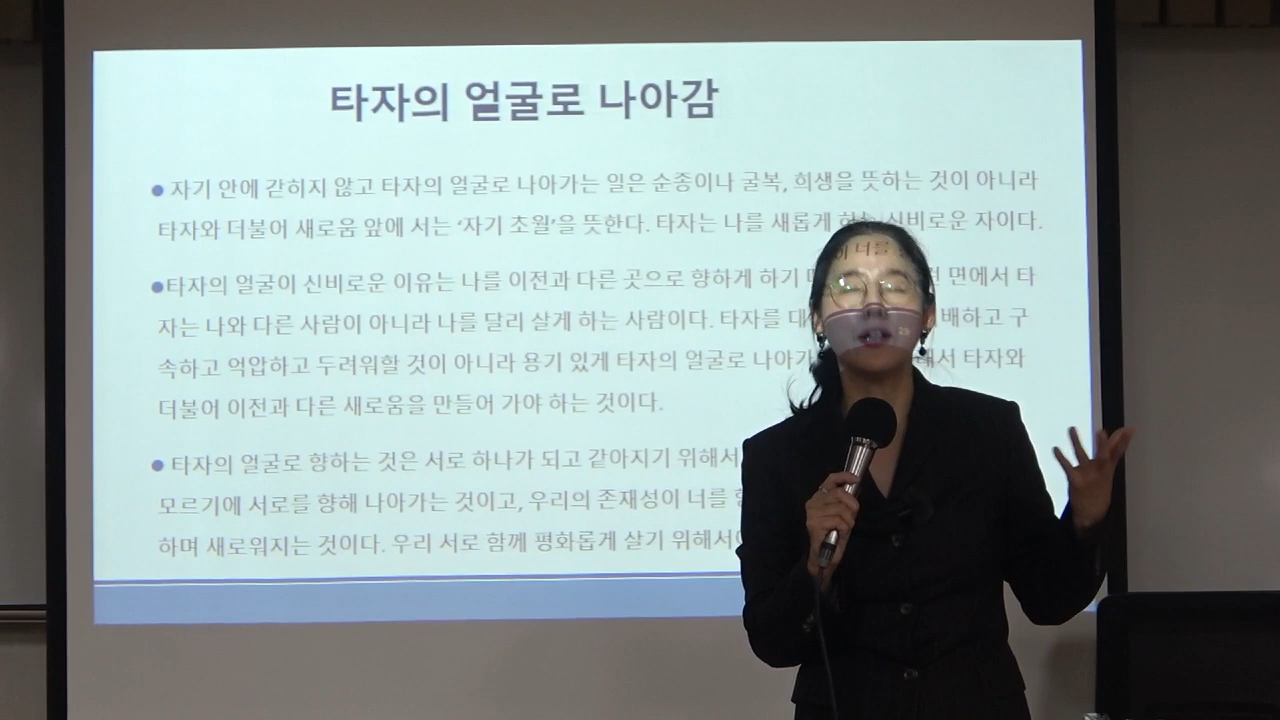 타자의 얼굴로 나아감
● 자기 안에 갇히지 않고 타자의 얼굴로 나아가는 일은 순종이나 굴복, 희생을 뜻하는 것이 아니라
타자와 더불어 새로움 앞에 서는 ‘자기 초월’을 뜻한다. 타자는 나를 새롭게 하는 신비로운 자이다.
●타자의 얼굴이 신비로운 이유는 나를 이전과 다른 곳으로 향하게 하기 면에서 타
자는 나와 다른 사람이 아니라 나를 달리 살게 하는 사람이다. 타자를 배하고 구
속하고 억압하고 두려워할 것이 아니라 용기 있게 타자의 얼굴로 타자와
더불어 이전과 다른 새로움을 만들어 가야 하는 것이다.
● 타자의 얼굴로 향하는 것은 서로 하나가 되고 같아지기 위해서
모르기에 서로를 향해 나아가는 것이고, 우리의 존재성이 너를
하며 새로워지는 것이다. 우리 서로 함께 평화롭게 살기
너를
29